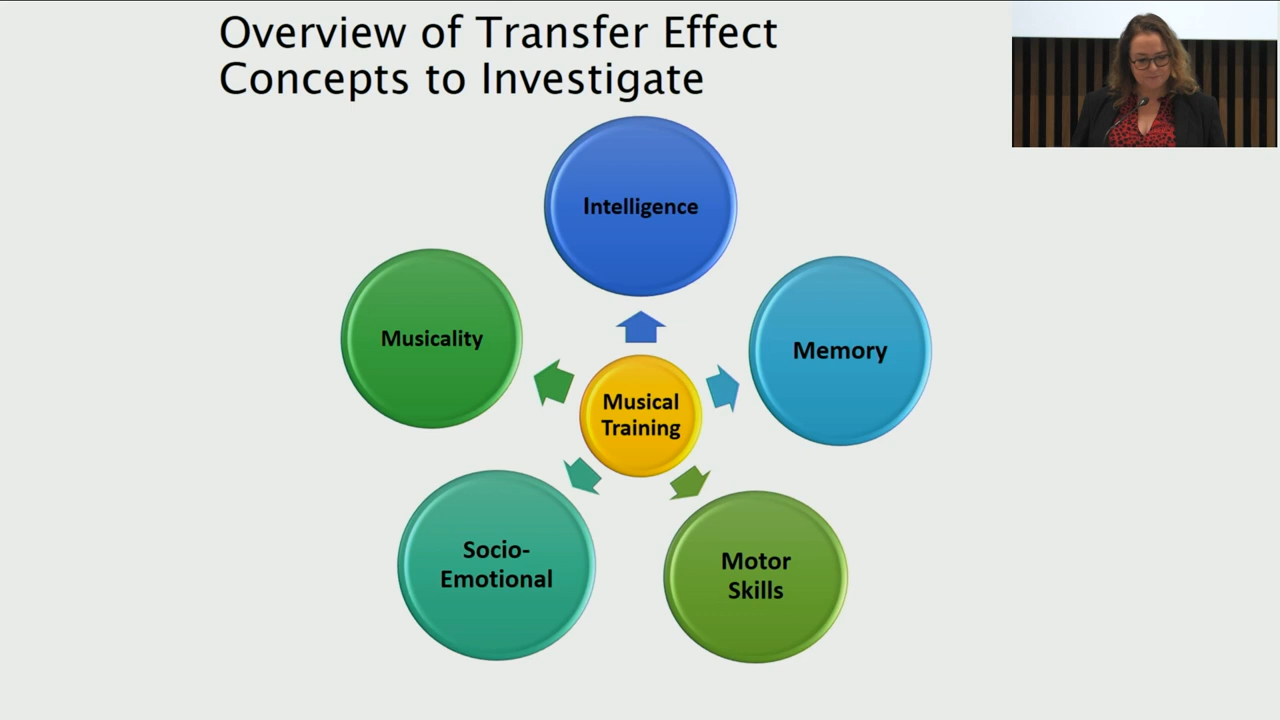 Overview of Transfer Effect
Concepts to Investigate
Intelligence
Musicality
Memory
Musical
Training
Socio-
Emotional
Motor
Skills